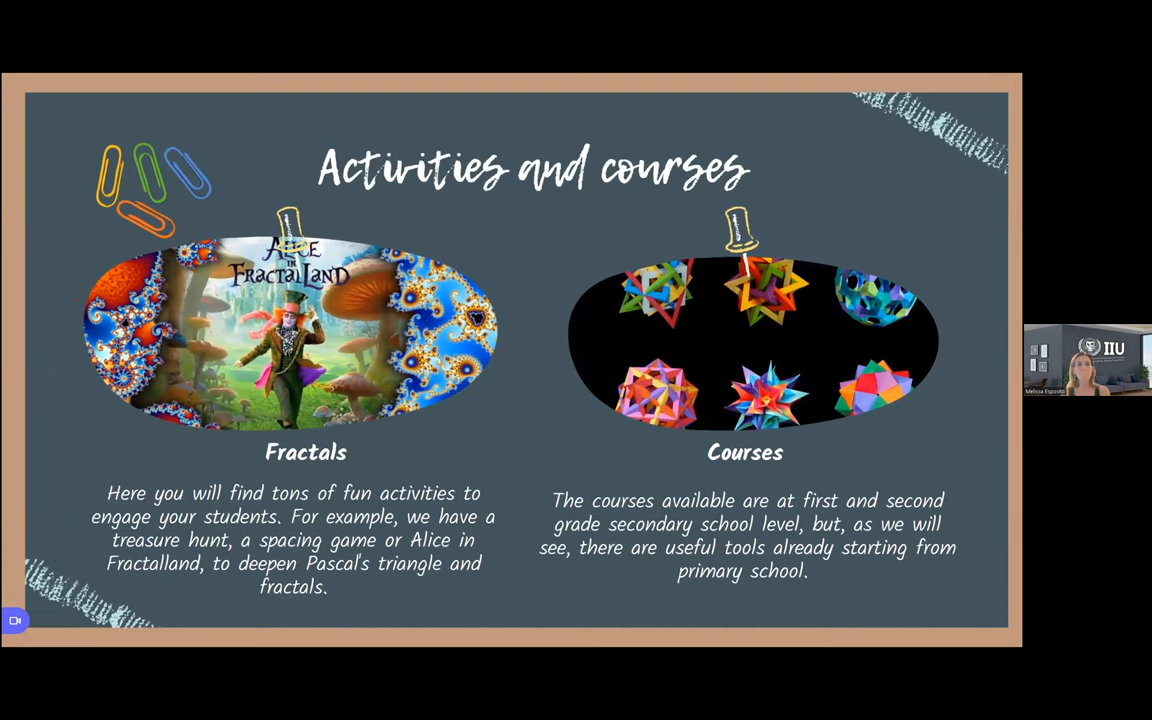 Activities and courses
ALICE
IN
FRACTALLAND
Fractals
Here you will find tons of fun activities to
engage your students. For example, we have a
treasure hunt, a spacing game or Alice in
Fractalland, to deepen Pascal's triangle and
fractals.
Courses
The courses available are at first and second
grade secondary school level, but, as we will
see, there are useful tools already starting from
primary school.
IIU
Melissa Esposito